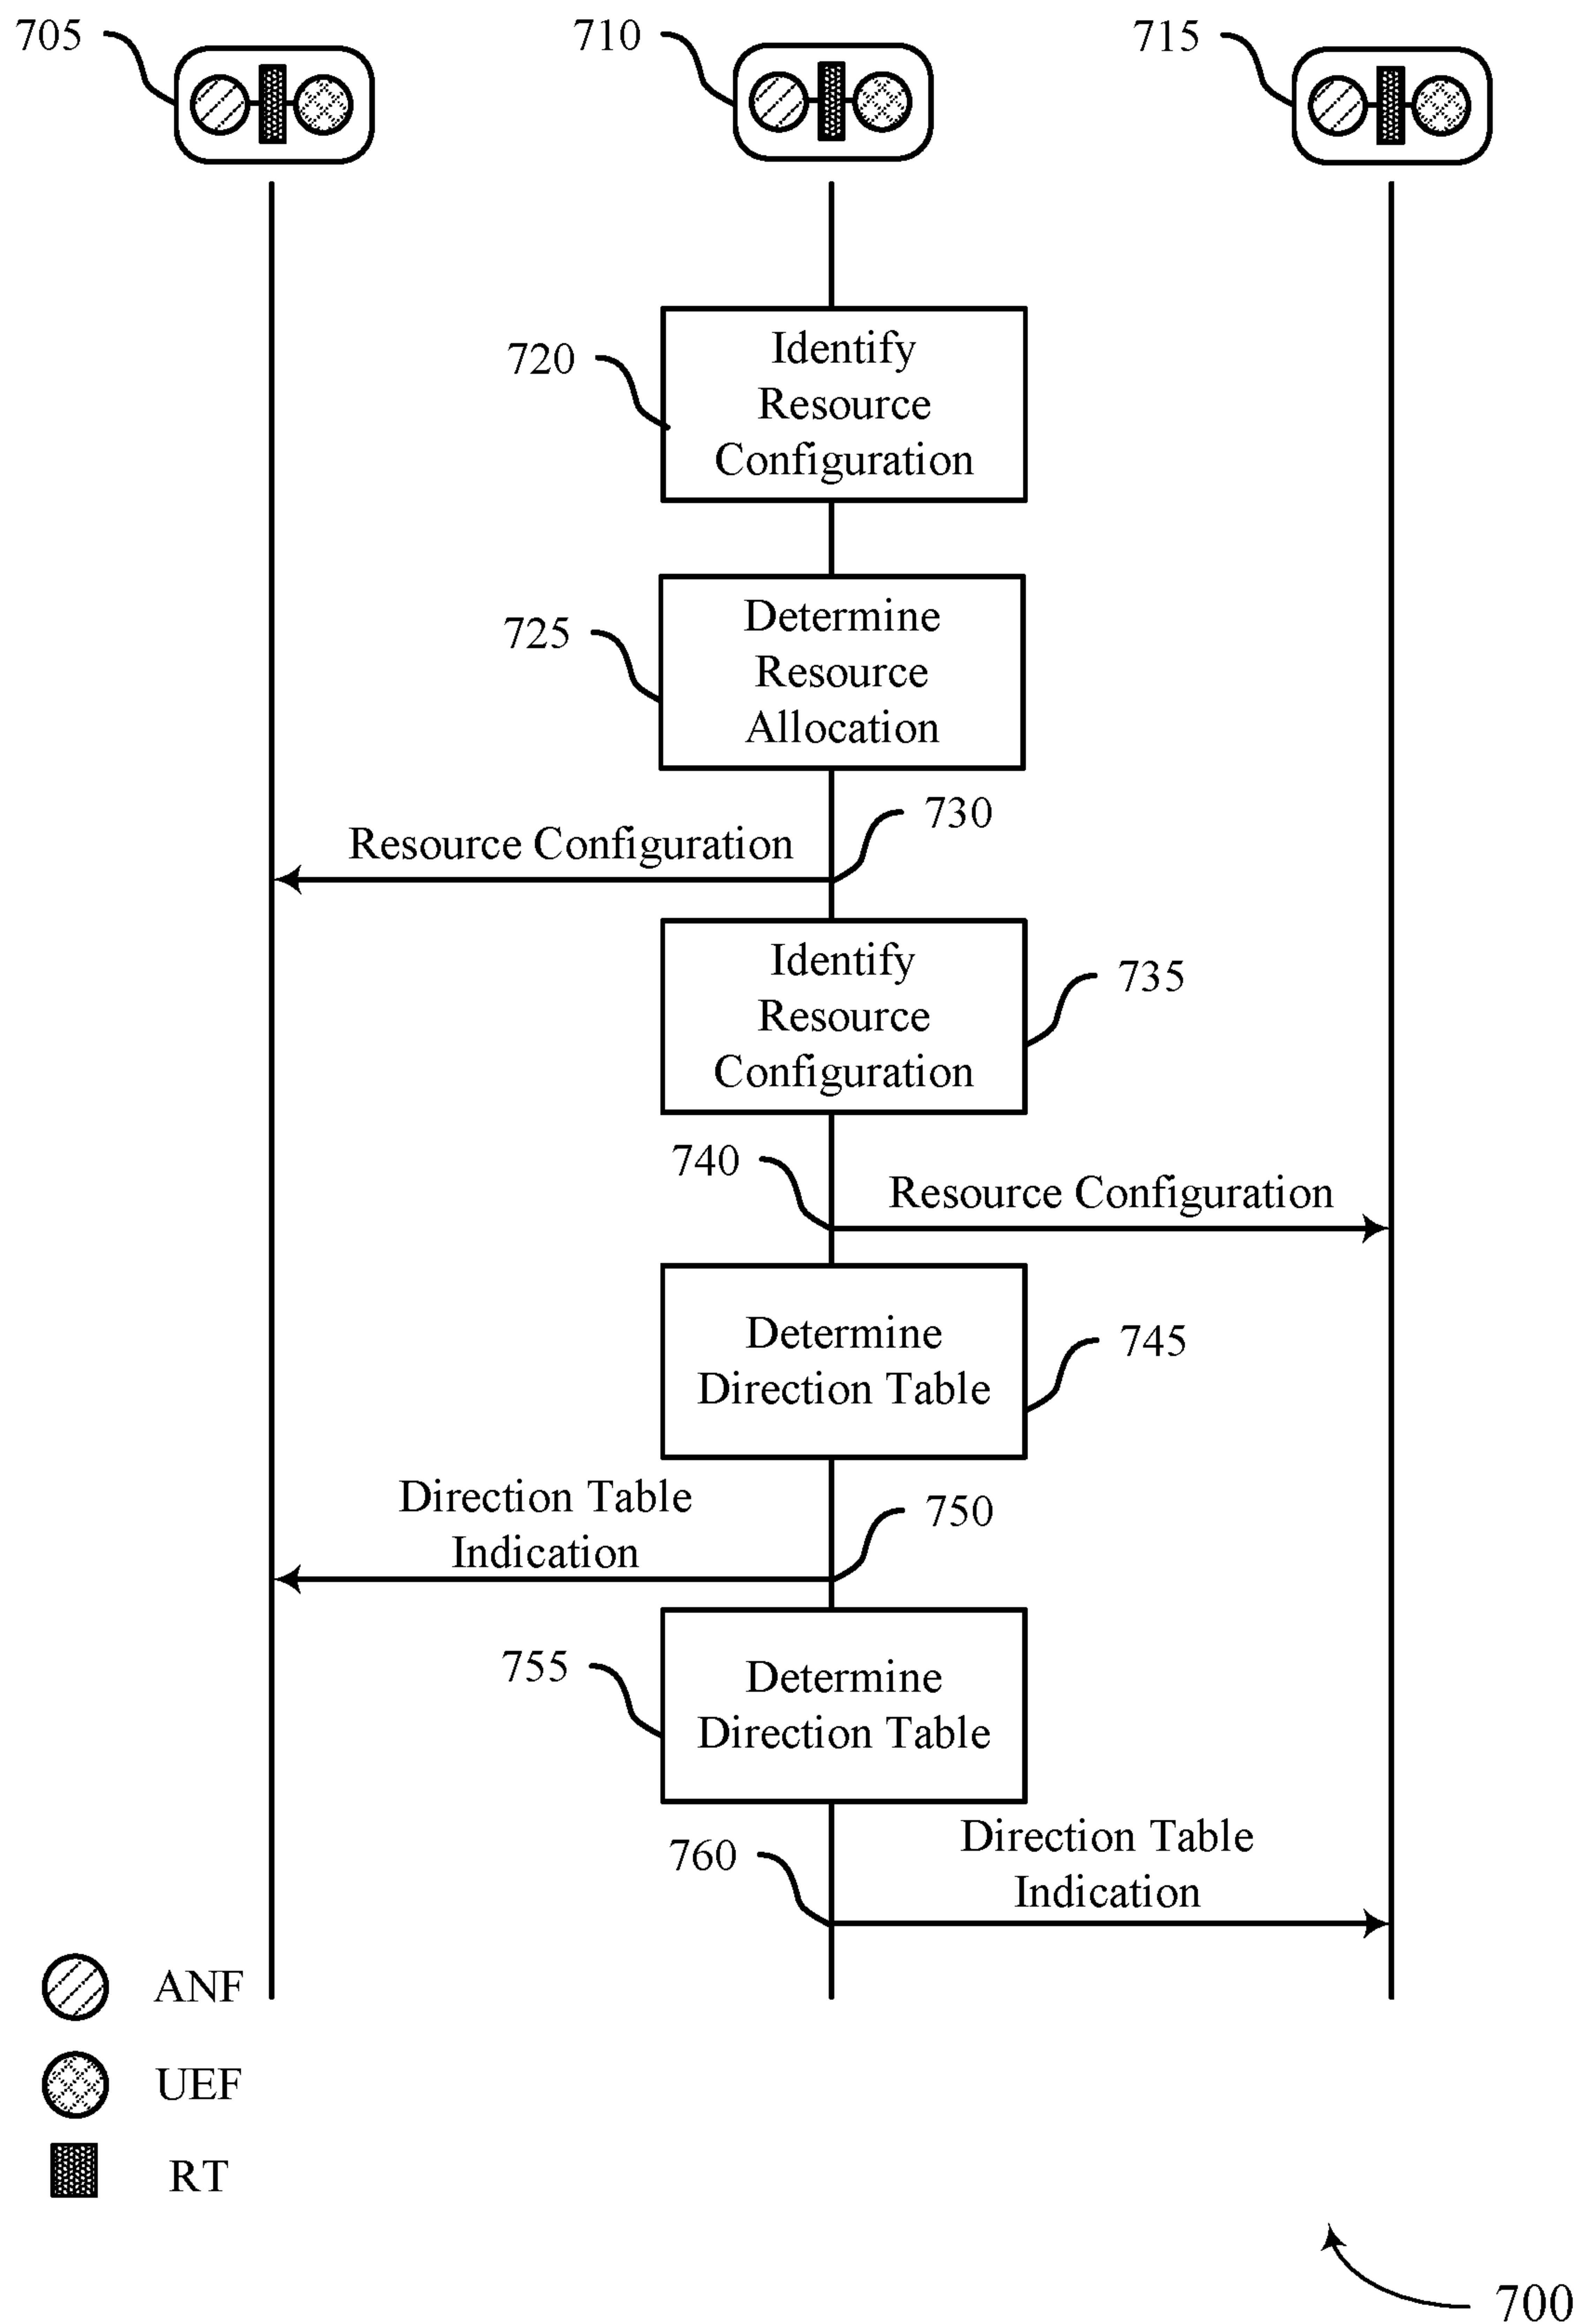 705
710
715
720
Identify
Resource
Configuration
725
Determine
Resource
Allocation
730
Resource Configuration
Identify
Resource
Configuration
735
740
Resource Configuration
Determine
Direction Table
745
Direction Table
Indication
750
755
Determine
Direction Table
760
Direction Table
Indication
ANF
UEF
RT
700